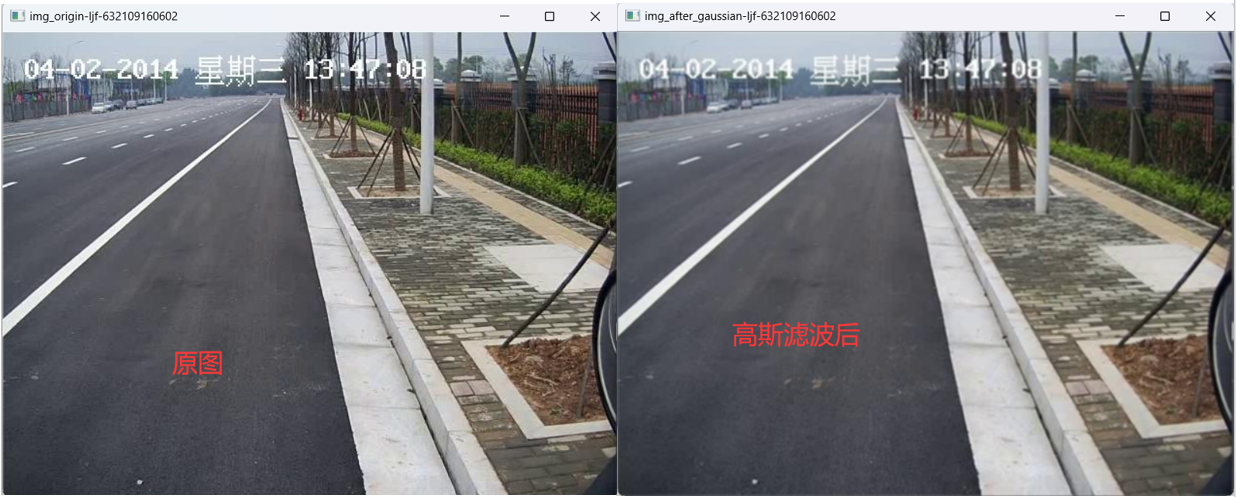 img_origin-ljf-632109160602
img_after_gaussian-ljf-632109160602
04-02-2014 星期三 13:47:08
04-02-2014 星期三 13:47:08
原图
高斯滤波后